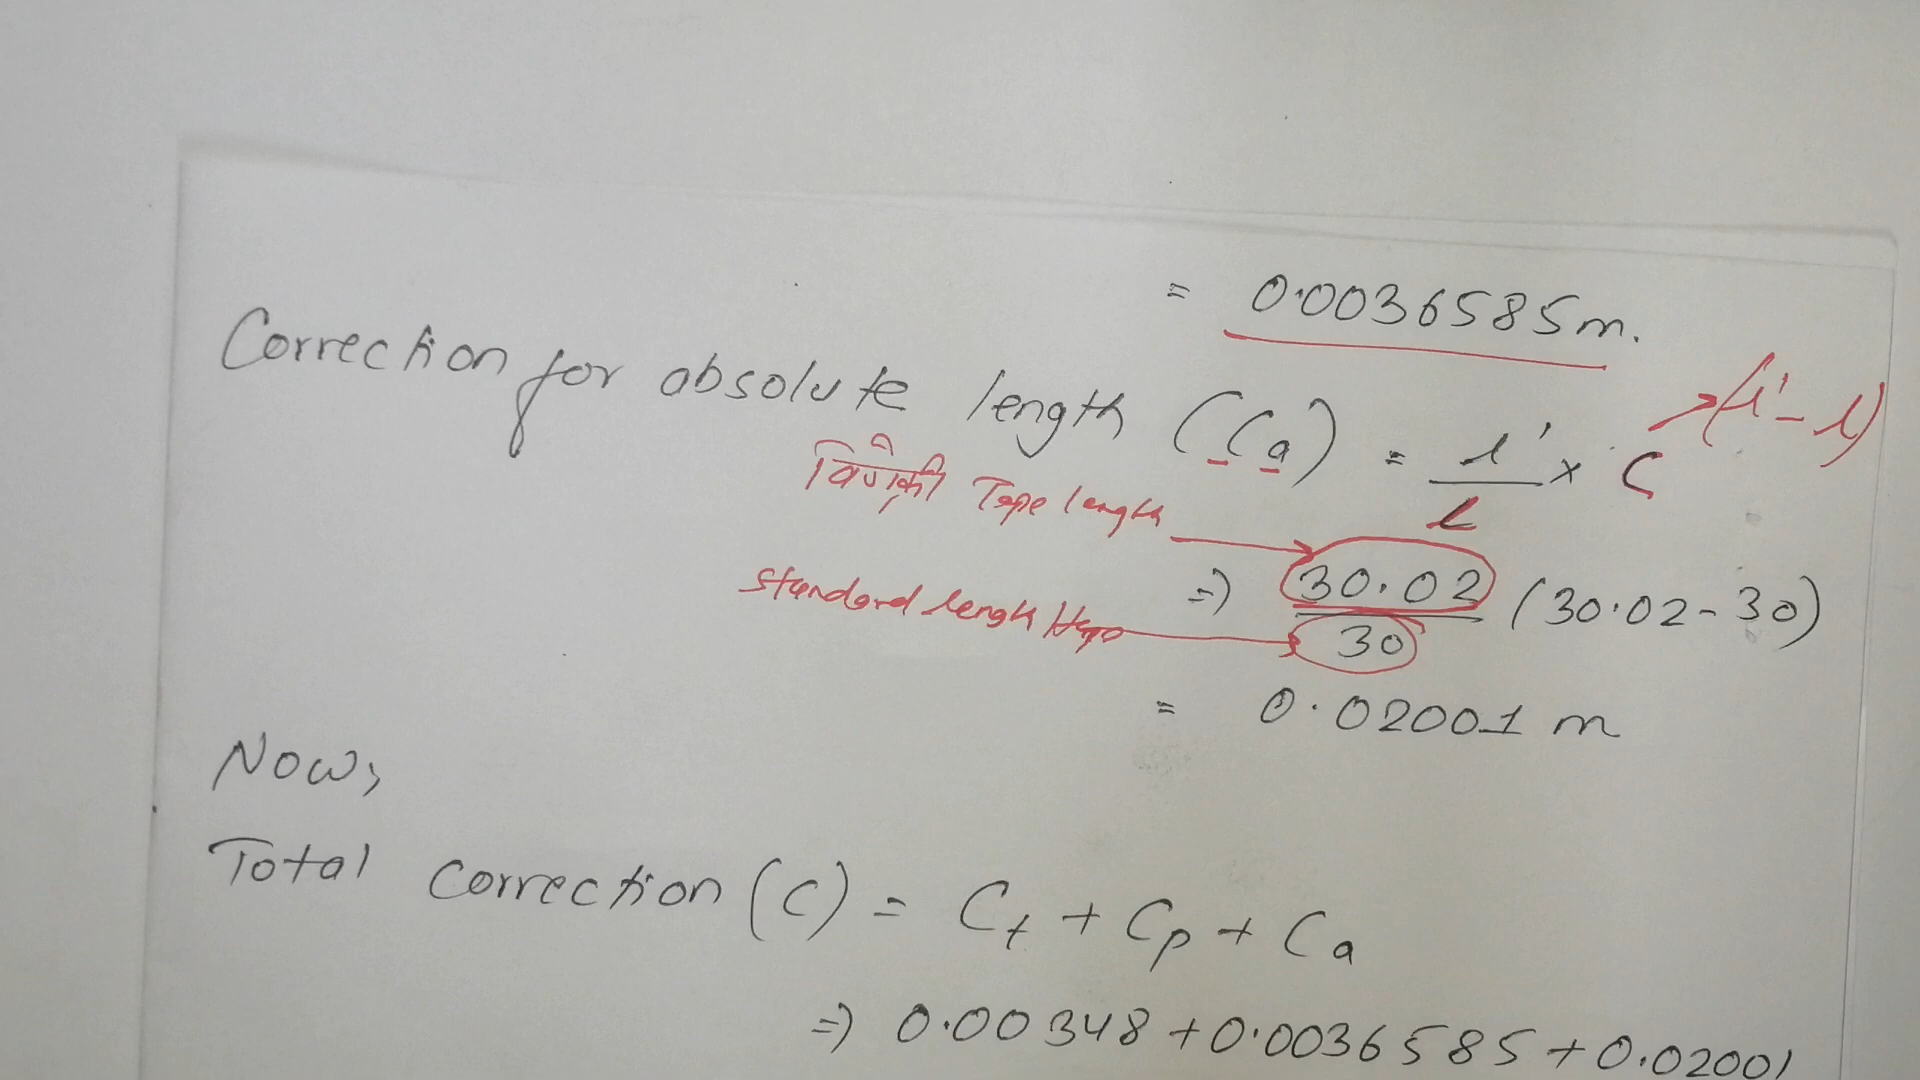 = 0.0036585m.
Correction for absolute length (Ca) = l'/l × C → (l'-l)
Tape length
=) 30.02/30 (30.02-30)
standard length
= 0.02001 m
Now,
Total correction (C) = Ct + Cp + Ca
=) 0.00348 + 0.0036585 + 0.02001